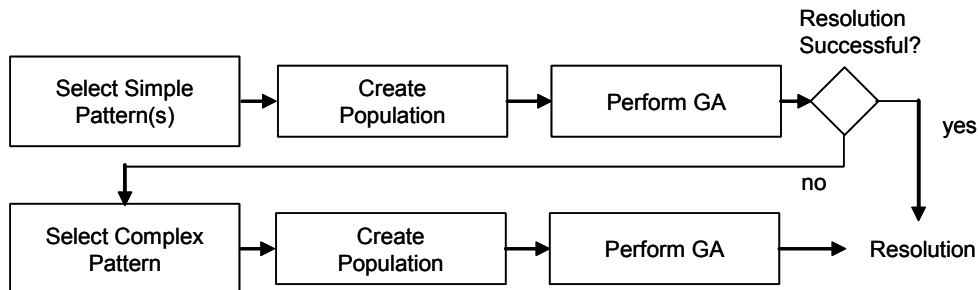 Resolution
Successful?
Select Simple
Pattern(s)
Create
Population
Perform GA
yes
no
Select Complex
Pattern
Create
Population
Perform GA
Resolution